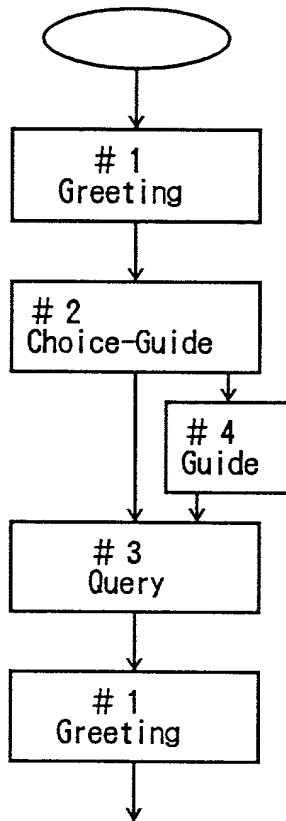 # 1
Greeting
# 2
Choice-Guide
# 4
Guide
# 3
Query
# 1
Greeting